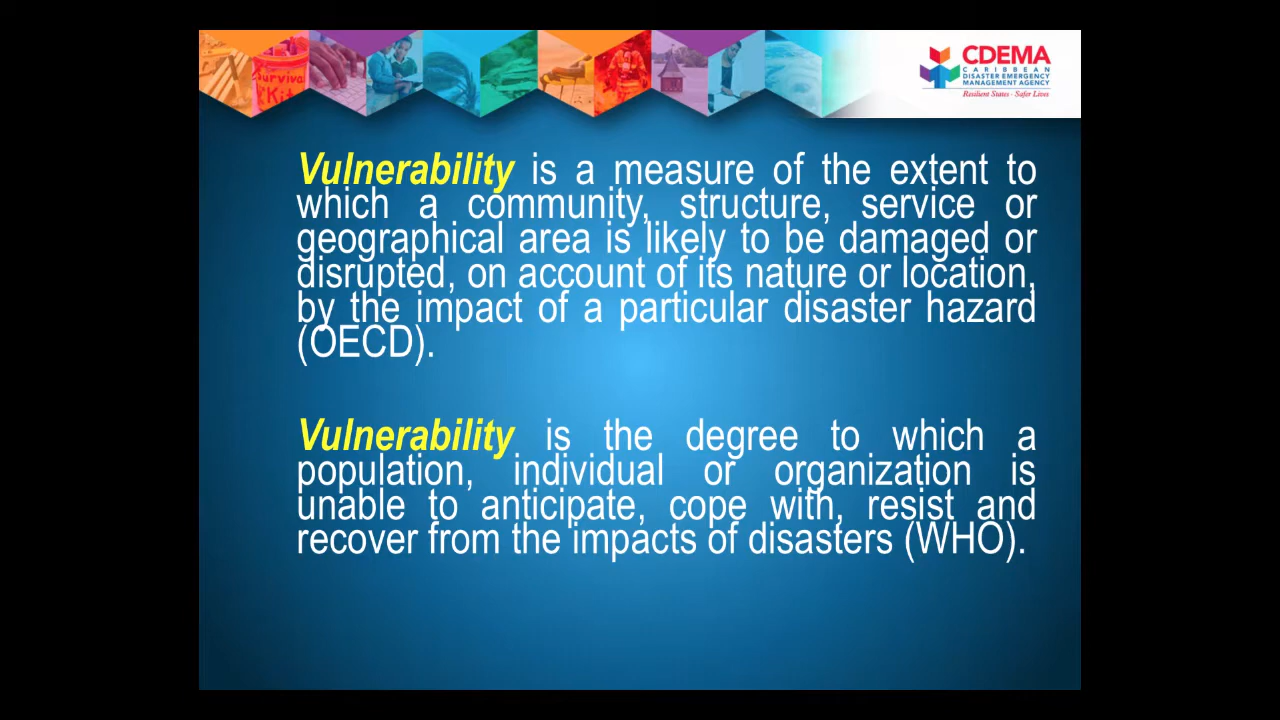 Survival
Kit
CDEMA
CARIBBEAN
DISASTER EMERGENCY
MANAGEMENT AGENCY
Resilient States - Safer Lives
Vulnerability is a measure of the extent to
which a community, structure, service or
geographical area is likely to be damaged or
disrupted, on account of its nature or location,
by the impact of a particular disaster hazard
(OECD).
Vulnerability is the degree to which a
population, individual or organization is
unable to anticipate, cope with, resist and
recover from the impacts of disasters (WHO).